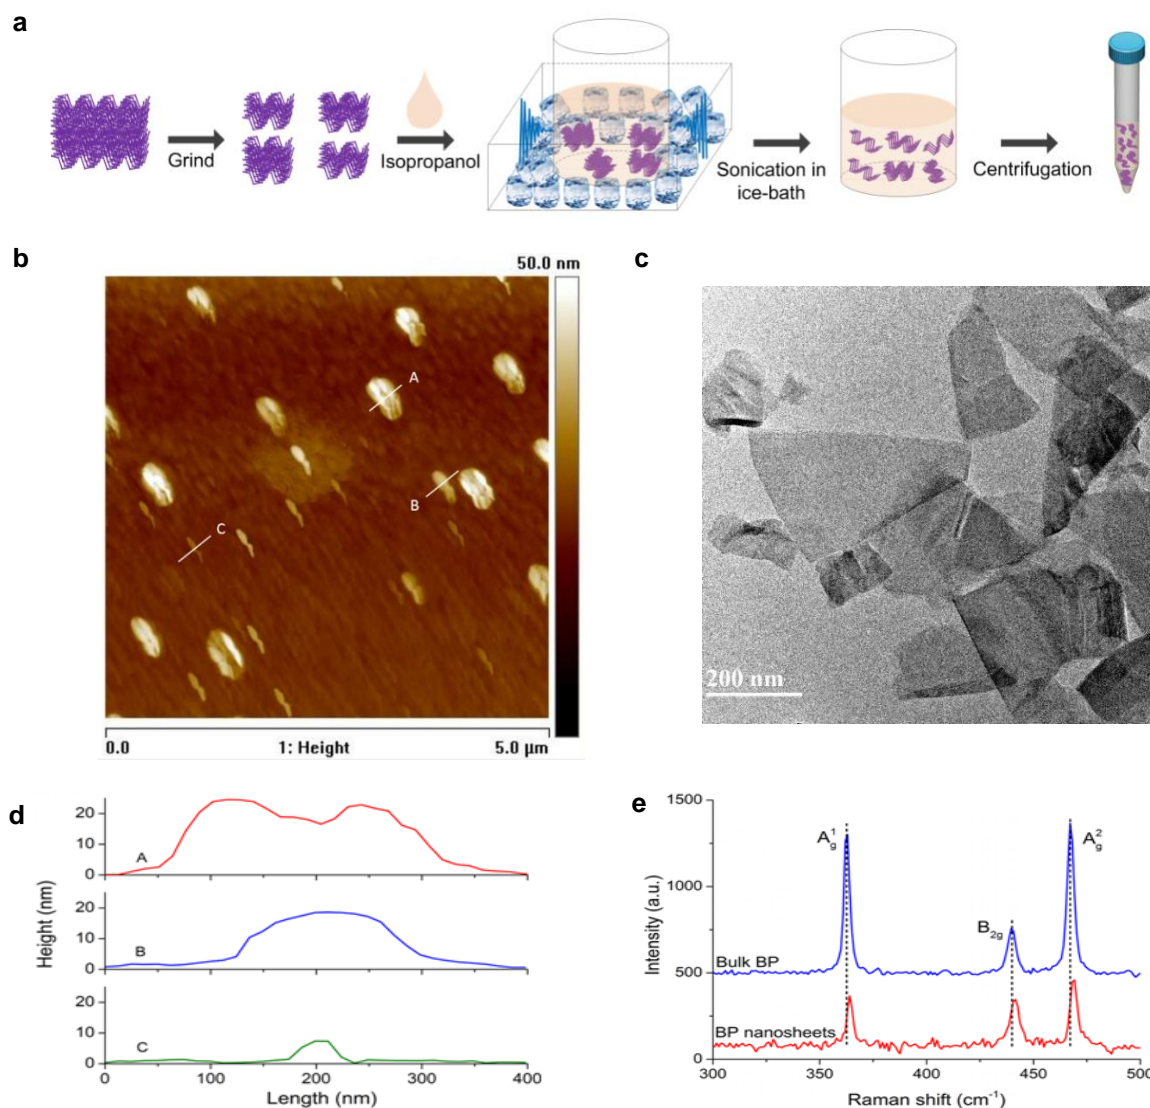 a
Grind
Isopropanol
Sonication in
ice-bath
Centrifugation
b
50.0 nm
A
B
C
0.0
1: Height
5.0 µm
c
200 nm
d
Height (nm)
20
10
0
A
20
10
0
B
20
10
0
C
0
100
200
300
400
Length (nm)
e
Intensity (a.u.)
1500
1000
500
0
A¹g
B2g
A²g
Bulk BP
BP nanosheets
300
350
400
450
500
Raman shift (cm⁻¹)